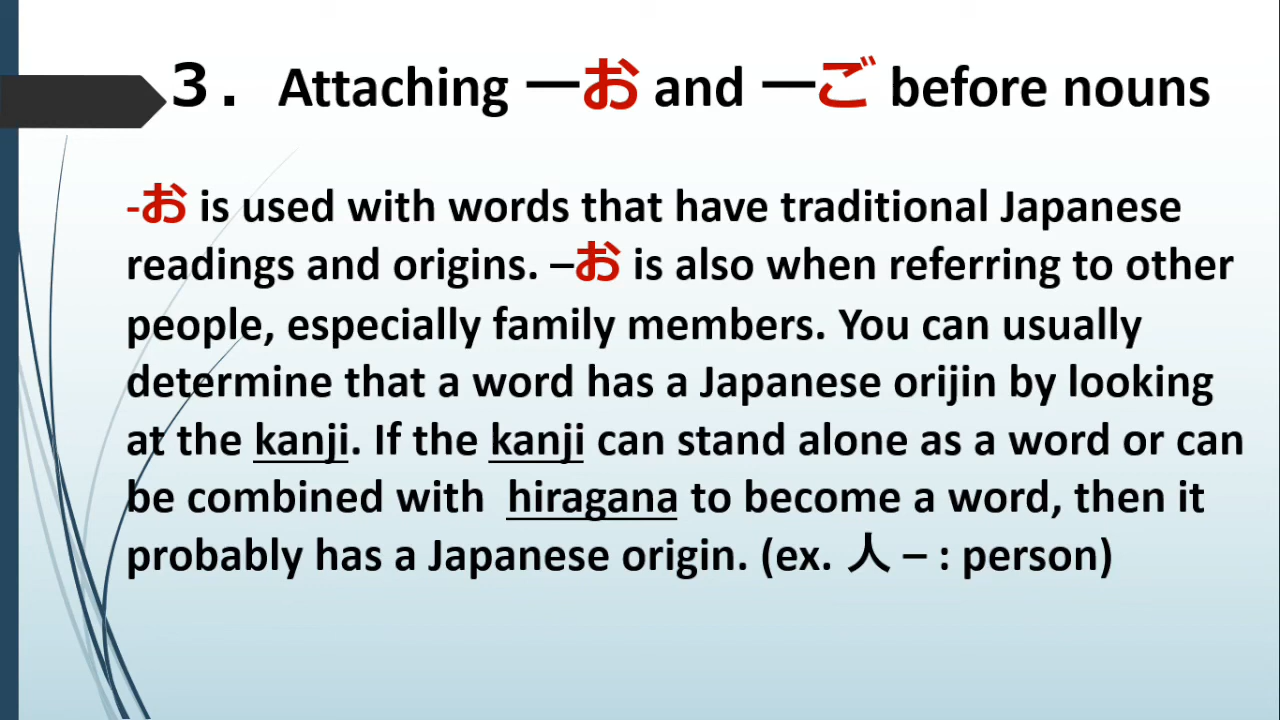 ３．Attaching ーお and ーご before nouns
-お is used with words that have traditional Japanese
readings and origins. –お is also when referring to other
people, especially family members. You can usually
determine that a word has a Japanese orijin by looking
at the kanji. If the kanji can stand alone as a word or can
be combined with hiragana to become a word, then it
probably has a Japanese origin. (ex. 人 – : person)